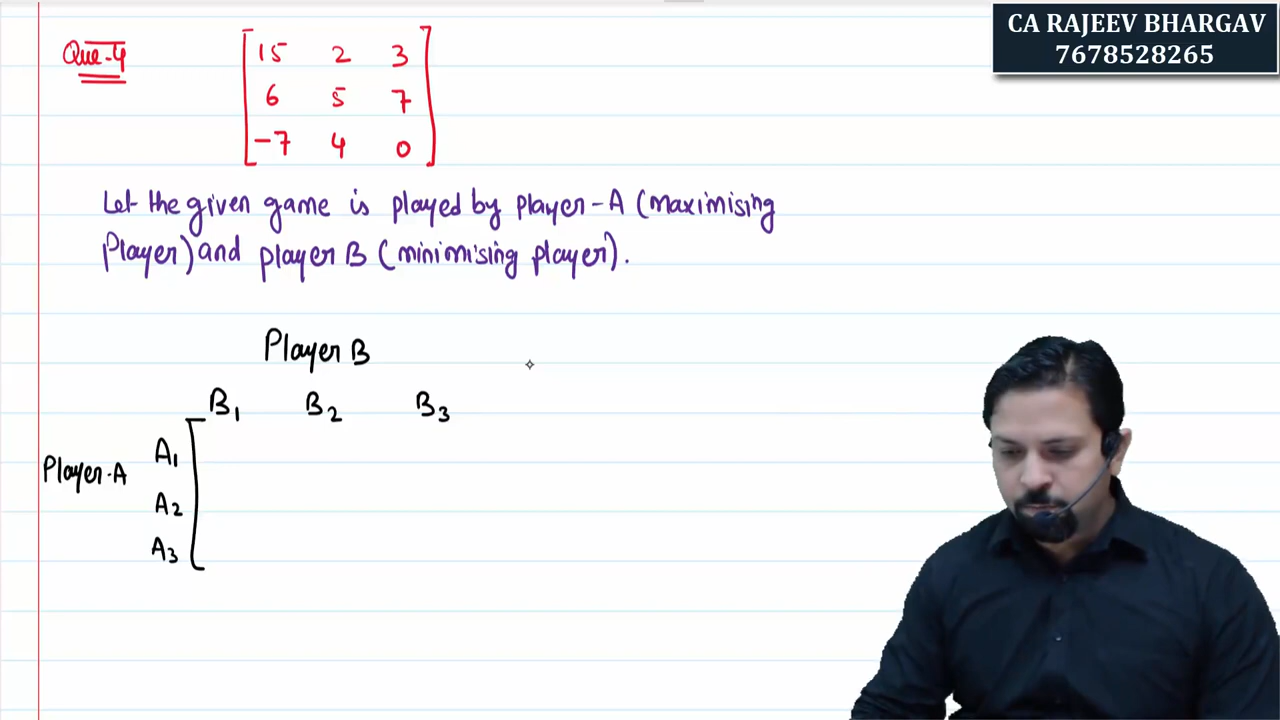 CA RAJEEV BHARGAV
7678528265
Que-4
15 2 3
6 5 7
-7 4 0
Let the given game is played by player-A (maximising
Player) and player B (minimising player).
Player B
B1 B2 B3
Player-A
A1
A2
A3